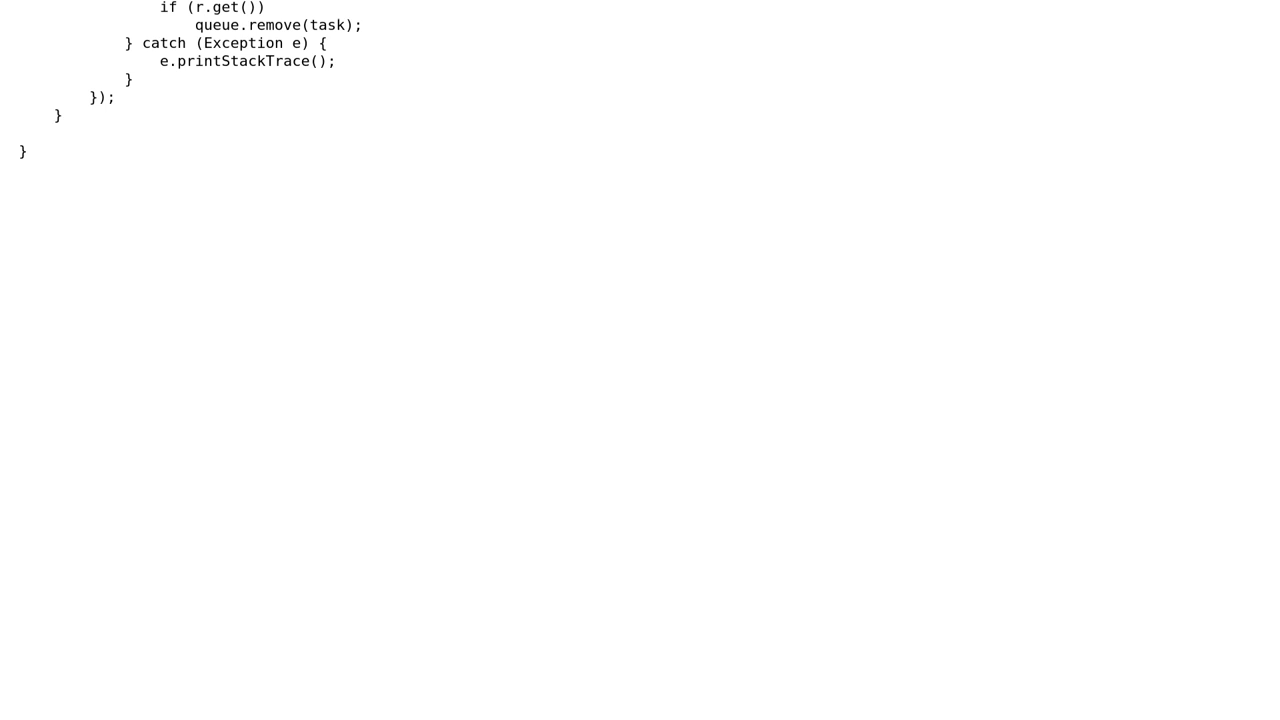 if (r.get())
                    queue.remove(task);
            } catch (Exception e) {
                e.printStackTrace();
            }
        });
    }

}